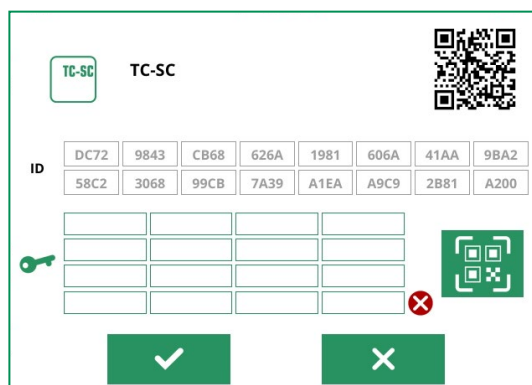 TC-SC TC-SC
ID
DC72 9843 CB68 626A 1981 606A 41AA 9BA2
58C2 3068 99CB 7A39 A1EA A9C9 2B81 A200